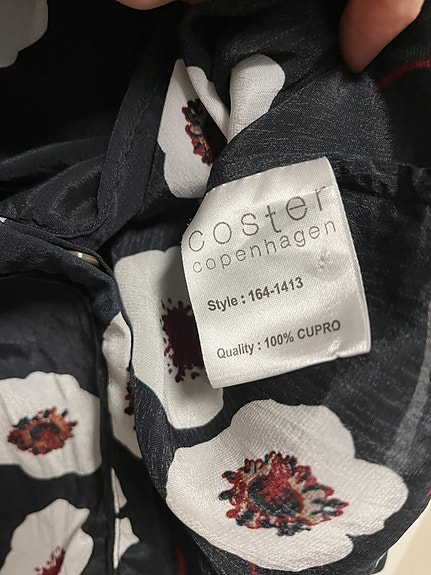 coster
copenhagen
Style : 164-1413
Quality : 100% CUPRO